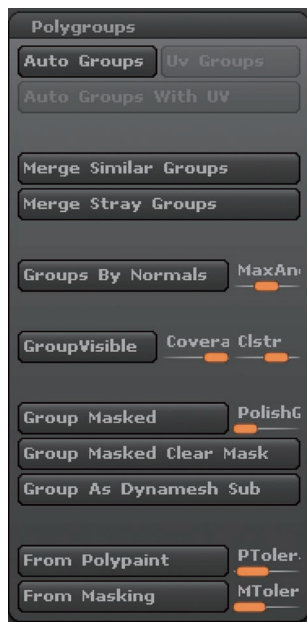 Polygroups
Auto Groups Uv Groups
Auto Groups With UV
Merge Similar Groups
Merge Stray Groups
Groups By Normals MaxAn
GroupVisible Covera Clstr
Group Masked PolishG
Group Masked Clear Mask
Group As Dynamesh Sub
From Polypaint PToler
From Masking MToler